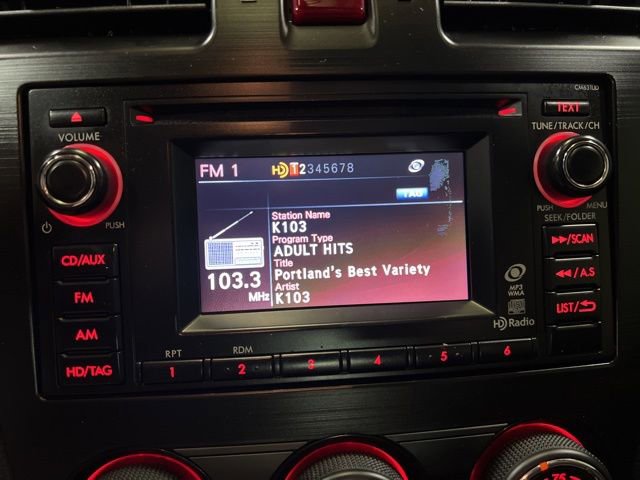 CM631UD
TEXT
VOLUME
TUNE/TRACK/CH
PUSH
PUSH
MENU
SEEK/FOLDER
CD/AUX
FM
AM
HD/TAG
FM 1
HD 12345678
TAG
Station Name
K103
Program Type
ADULT HITS
Title
Portland's Best Variety
Artist
K103
103.3
MHz
▶▶/SCAN
◀◀/A.S
LIST/
MP3
WMA
HD Radio
RPT
RDM
1
2
3
4
5
6
75